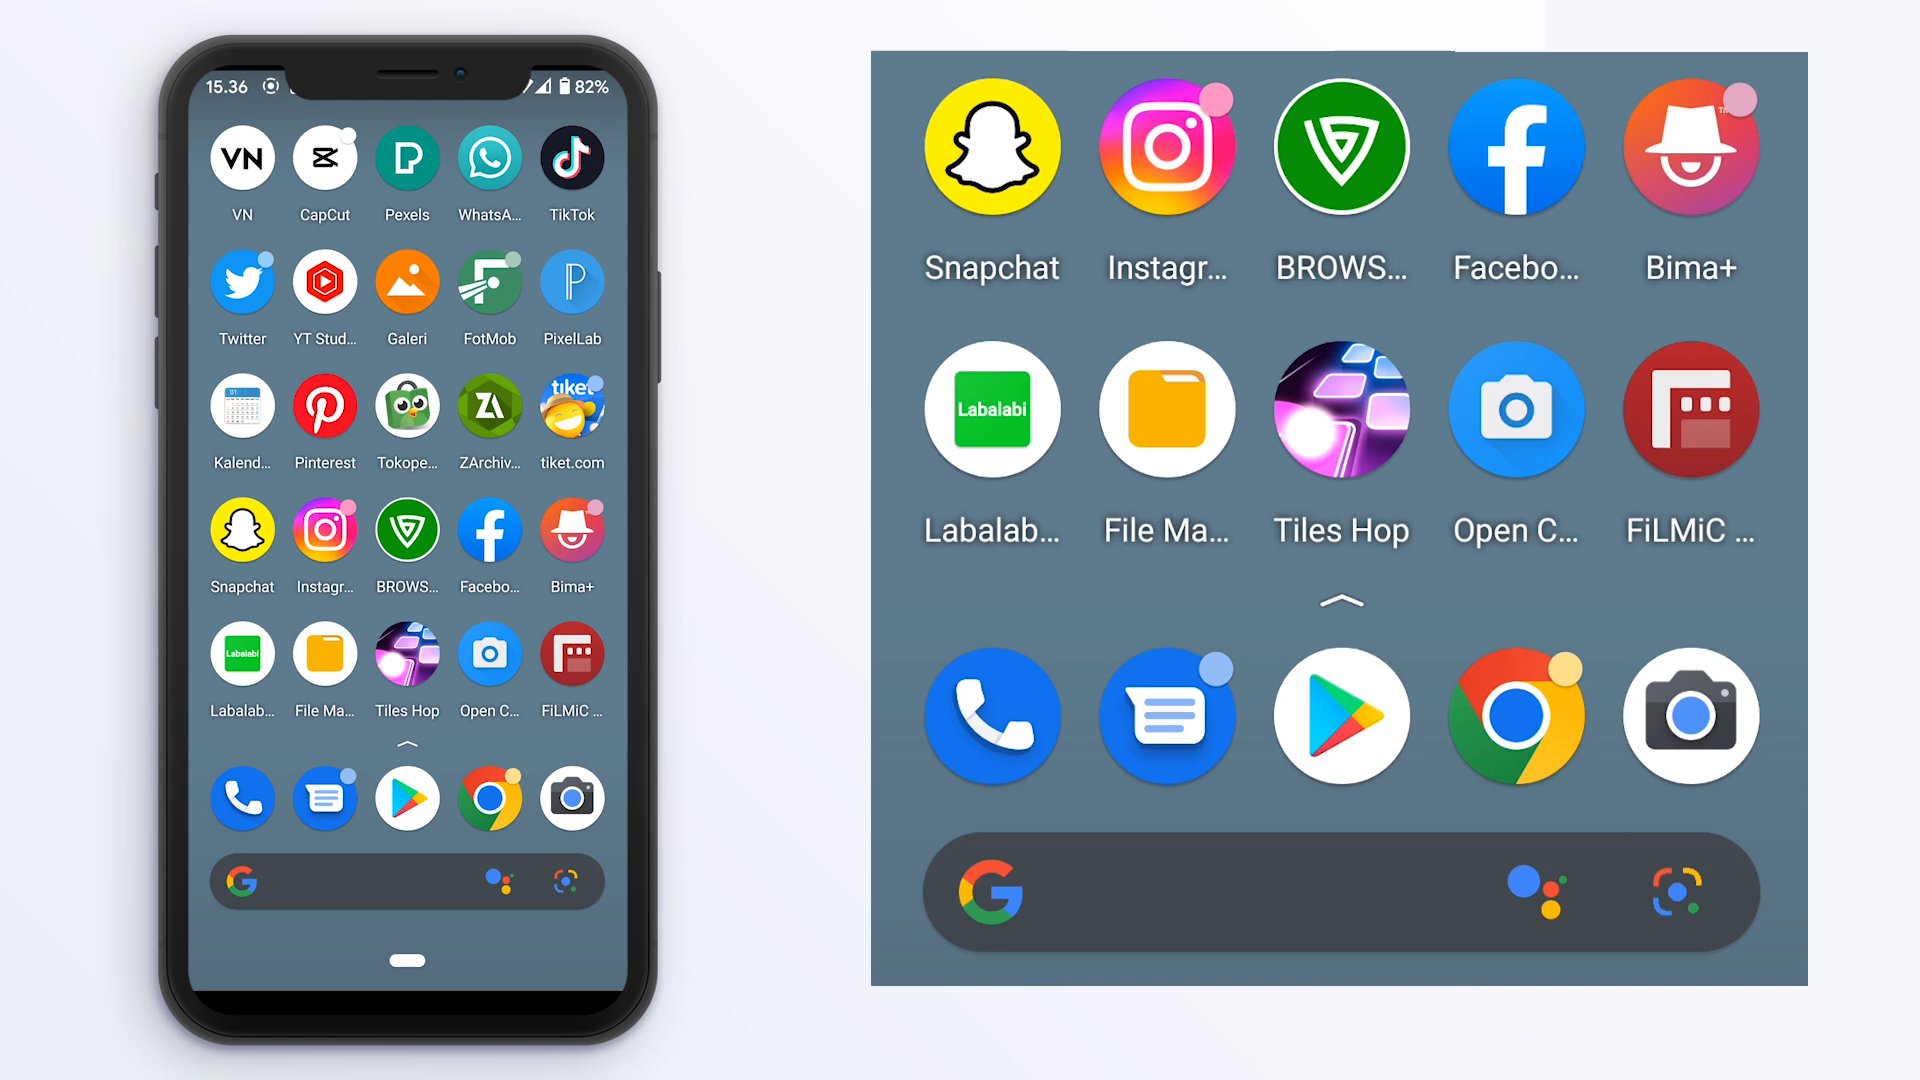 15.36 82%
VN CapCut Pexels WhatsA... TikTok
Twitter YT Stud... Galeri FotMob PixelLab
01 tiket
Kalend... Pinterest Tokope... ZArchiv... tiket.com
Snapchat Instagr... BROWS... Facebo... Bima+
Labalabi
Labalab... File Ma... Tiles Hop Open C... FiLMiC ...
Snapchat Instagr... BROWS... Facebo... Bima+
Labalabi
Labalab... File Ma... Tiles Hop Open C... FiLMiC ...